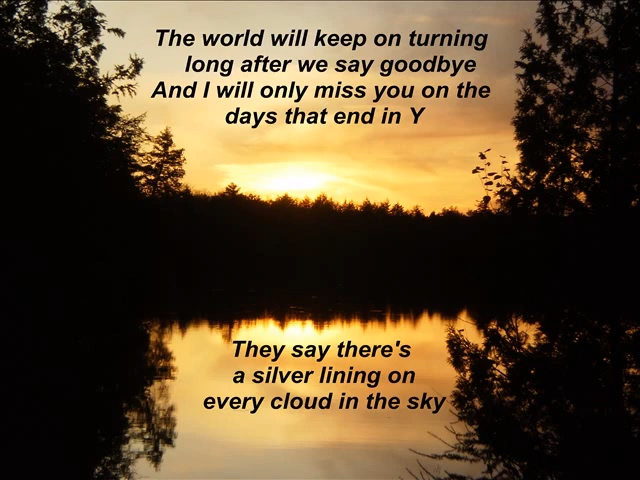 The world will keep on turning
long after we say goodbye
And I will only miss you on the
days that end in Y
They say there's
a silver lining on
every cloud in the sky